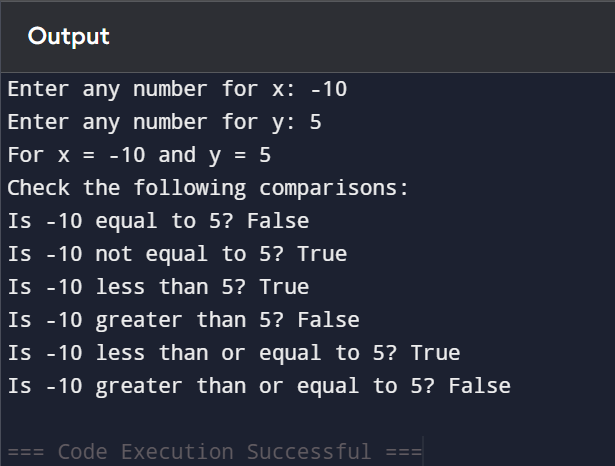 Output
Enter any number for x: -10
Enter any number for y: 5
For x = -10 and y = 5
Check the following comparisons:
Is -10 equal to 5? False
Is -10 not equal to 5? True
Is -10 less than 5? True
Is -10 greater than 5? False
Is -10 less than or equal to 5? True
Is -10 greater than or equal to 5? False
=== Code Execution Successful ===